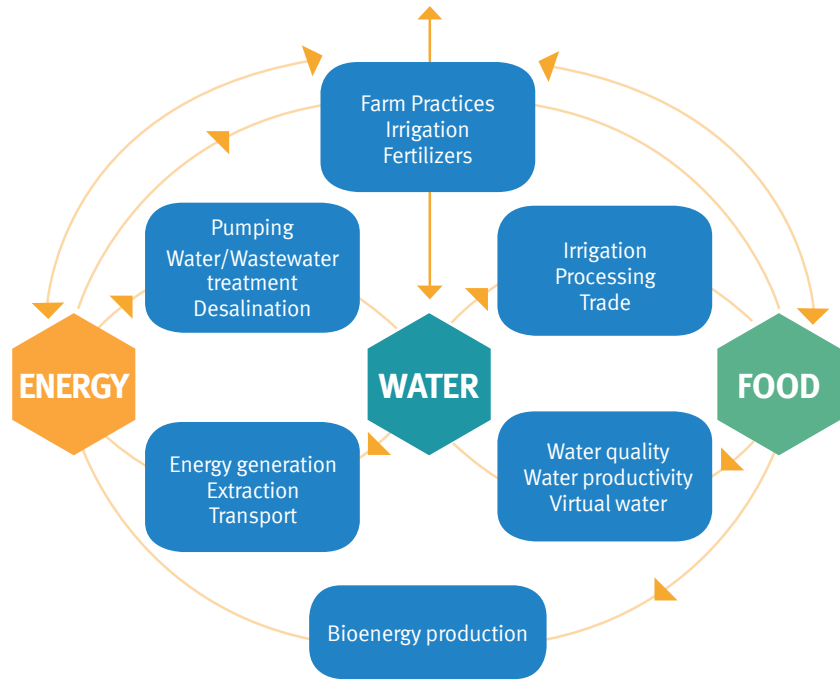 Farm Practices
Irrigation
Fertilizers
Pumping
Water/Wastewater
treatment
Desalination
Irrigation
Processing
Trade
ENERGY
WATER
FOOD
Energy generation
Extraction
Transport
Water quality
Water productivity
Virtual water
Bioenergy production